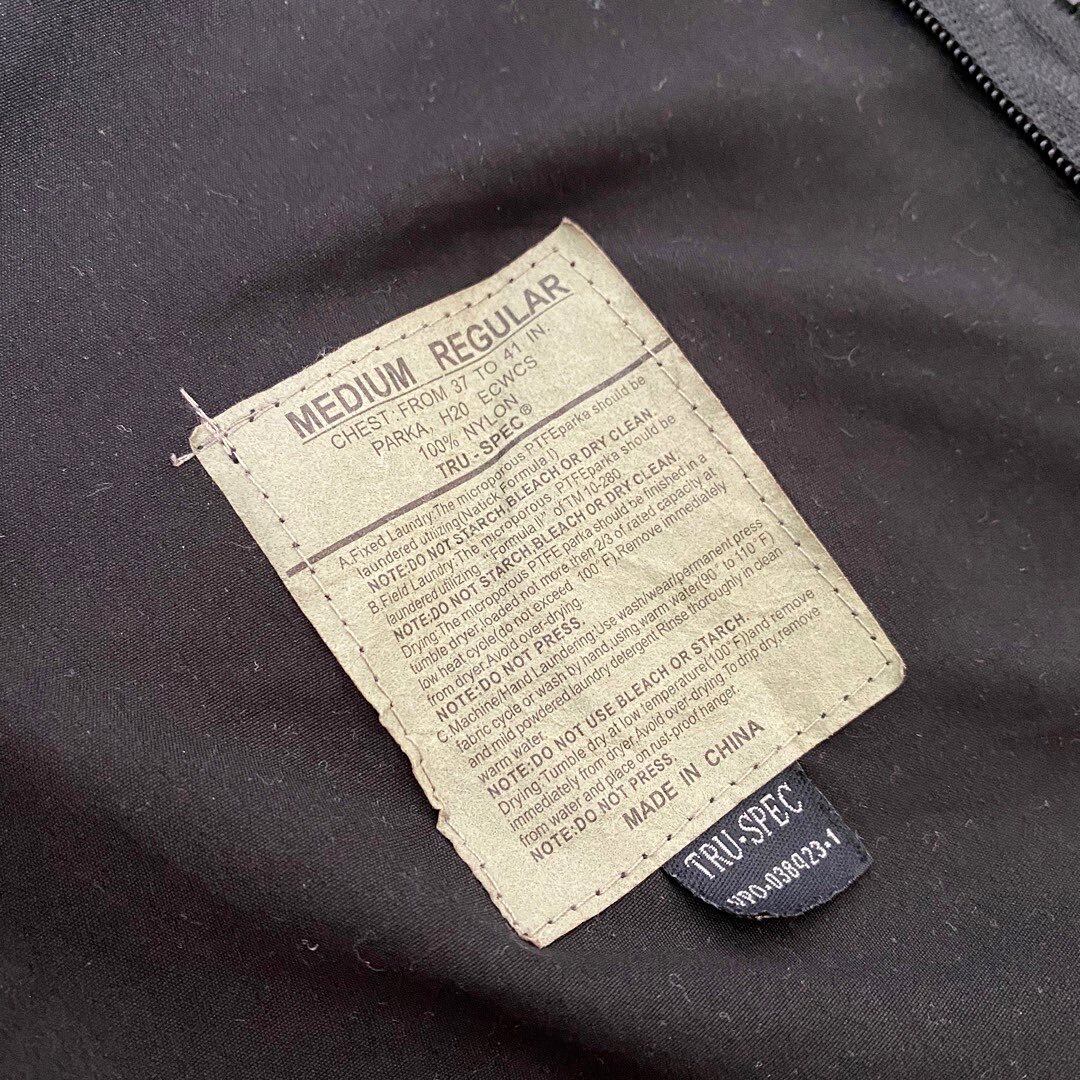 MEDIUM REGULAR
CHEST: FROM 37 TO 41 IN.
PARKA, H20 ECWCS
100% NYLON
TRU-SPEC®
A.Fixed Laundry.The microporous PTFEparka should be
laundered utilizing(Natick Formula I)
NOTE:DO NOT STARCH,BLEACH OR DRY CLEAN.
B.Field Laundry:The microporous .PTFEparka should be
laundered utilizing "Formula II" of TM10-280
NOTE:DO NOT STARCH,BLEACH OR DRY CLEAN.
Drying:The microporous PTFE parka should be finished in a
tumble dryer,loaded not more then 2/3 of rated capacity at
low heat cycle(do not exceed 100°F).Remove immediately
from dryer.Avoid over-drying.
NOTE:DO NOT PRESS.
C.Machine/Hand Laundering:Use wash/wear/permanent press
fabric cycle or wash by hand,using warm water(90°to 110°F)
and mild powdered laundry detergent Rinse thoroughly in clean
warm water.
NOTE:DO NOT USE BLEACH OR STARCH.
Drying:Tumble dry at low temperature(100°F)and remove
immediately from dryer.Avoid over-drying.To drip dry,remove
from water and place on rust-proof hanger.
NOTE:DO NOT PRESS.
MADE IN CHINA
TRU-SPEC
NPO-038923-1